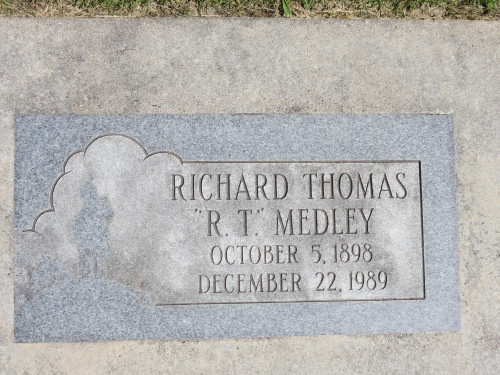 RICHARD THOMAS
"R. T." MEDLEY
OCTOBER 5, 1898
DECEMBER 22, 1989